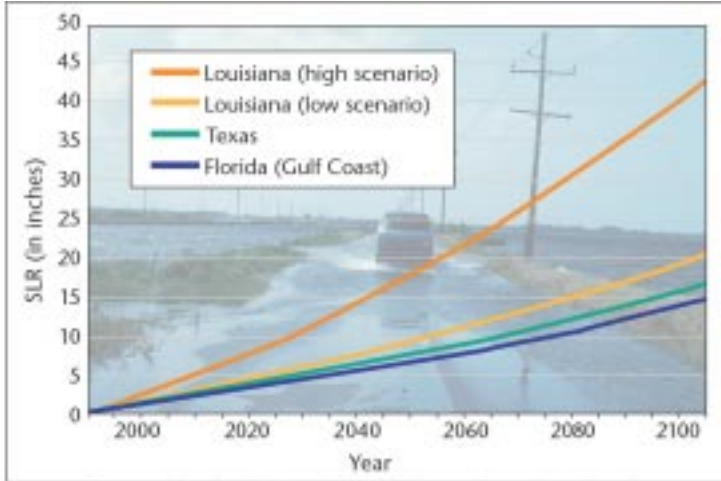 50
45
40
35
30
25
20
15
10
5
0
SLR (in inches)
Louisiana (high scenario)
Louisiana (low scenario)
Texas
Florida (Gulf Coast)
2000 2020 2040 2060 2080 2100
Year